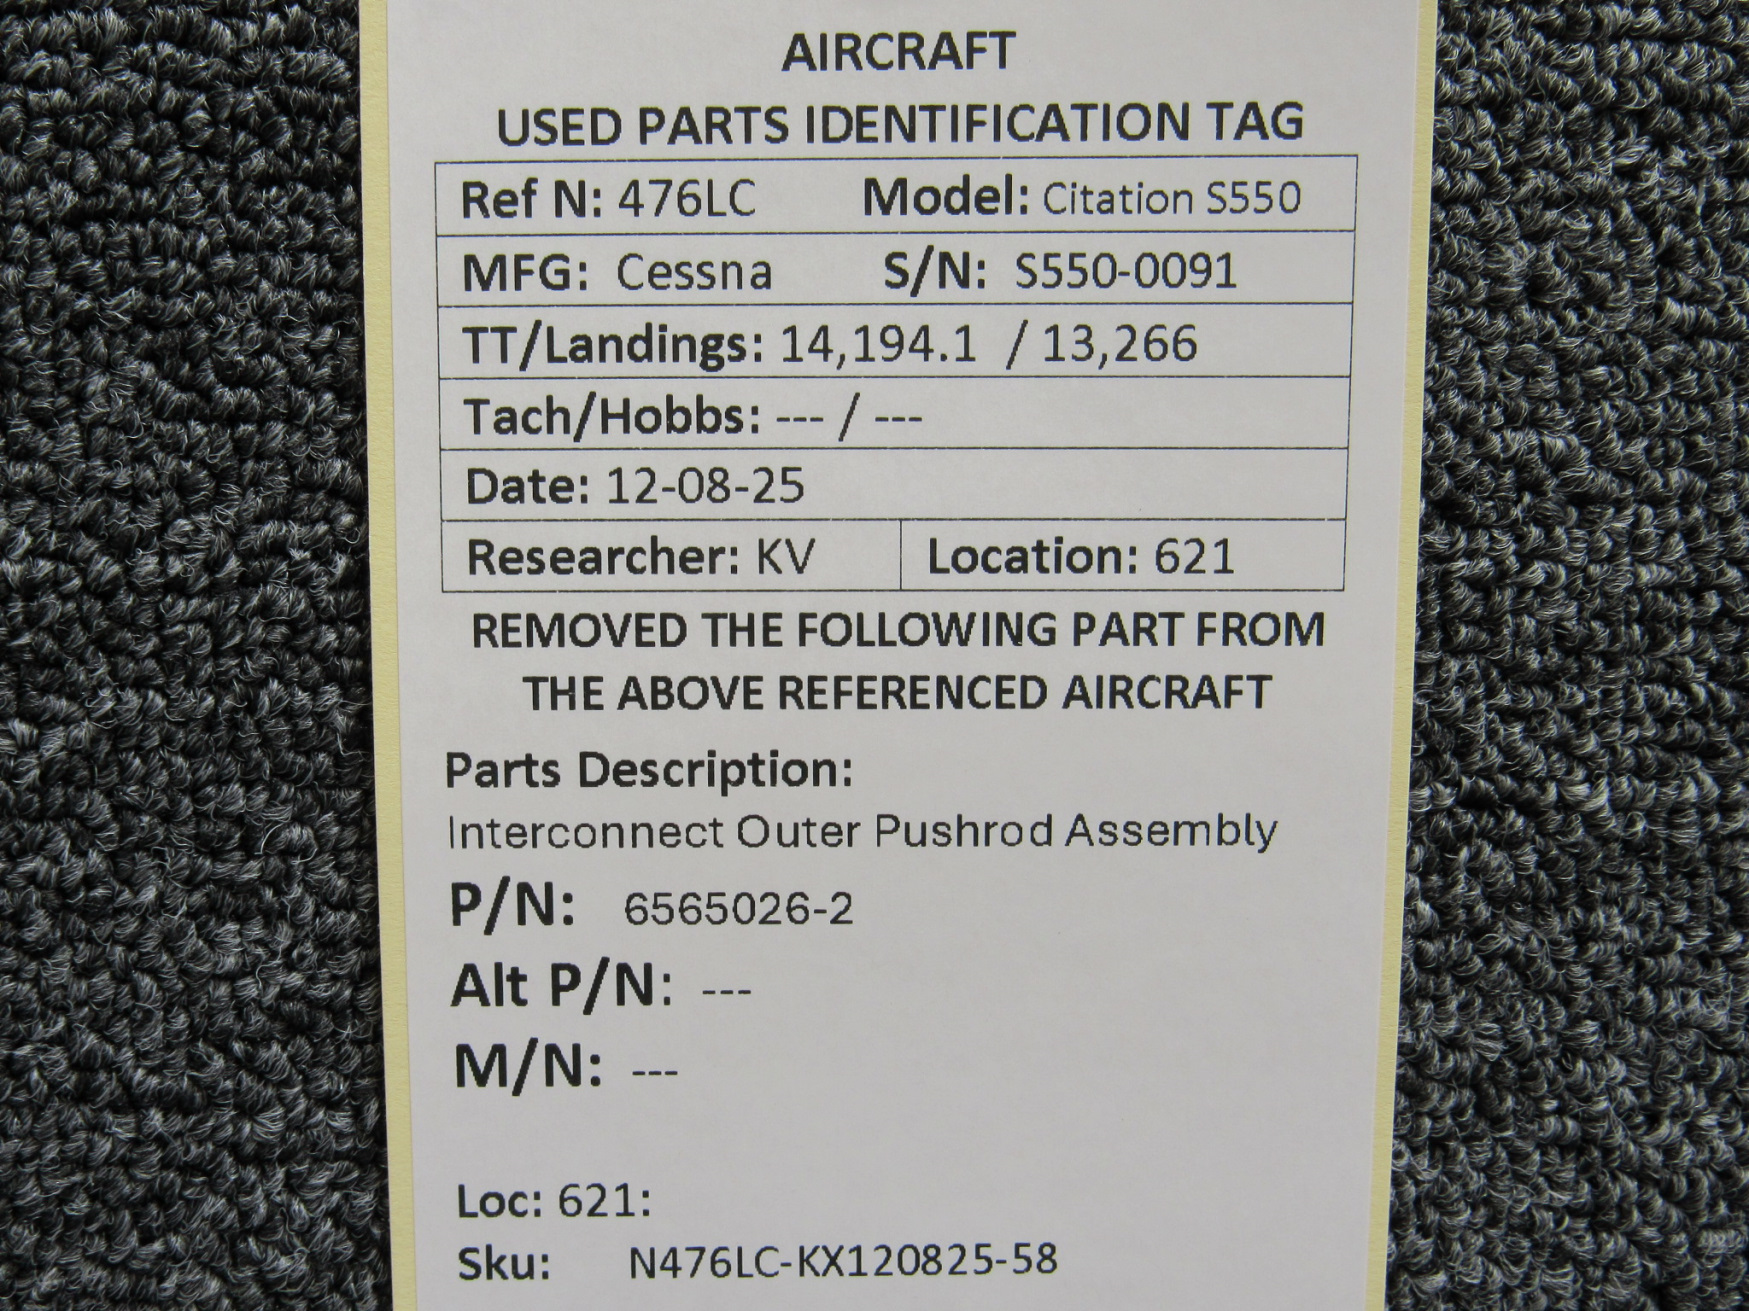 AIRCRAFT
USED PARTS IDENTIFICATION TAG
Ref N: 476LC Model: Citation S550
MFG: Cessna S/N: S550-0091
TT/Landings: 14,194.1 / 13,266
Tach/Hobbs: --- / ---
Date: 12-08-25
Researcher: KV Location: 621
REMOVED THE FOLLOWING PART FROM
THE ABOVE REFERENCED AIRCRAFT
Parts Description:
Interconnect Outer Pushrod Assembly
P/N: 6565026-2
Alt P/N: ---
M/N: ---
Loc: 621:
Sku: N476LC-KX120825-58